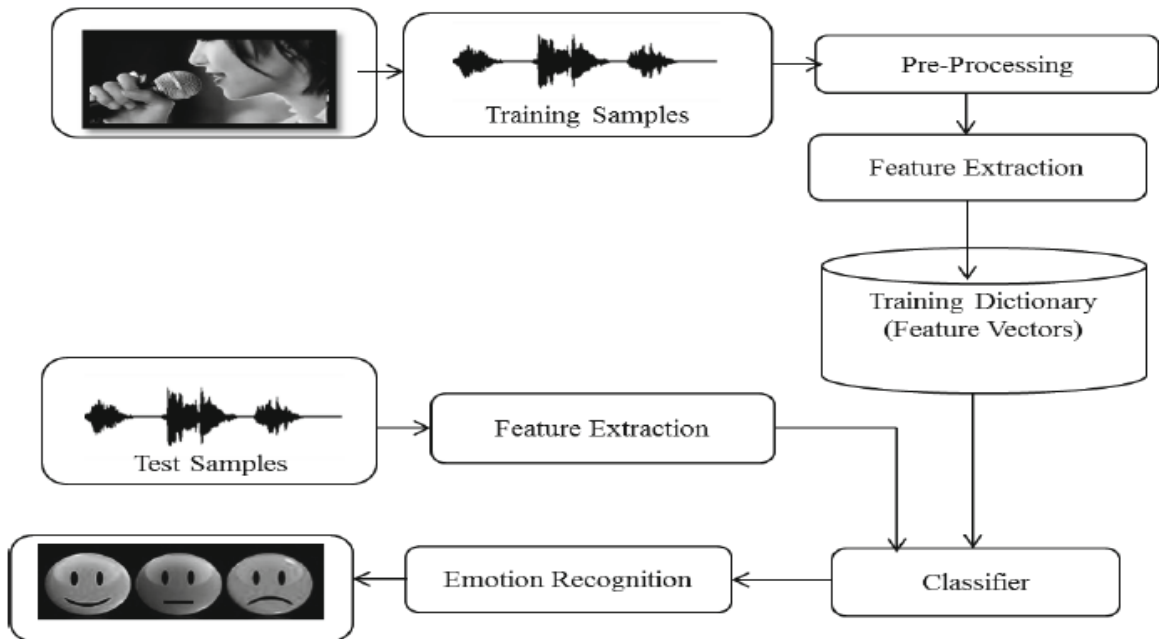 Training Samples
Pre-Processing
Feature Extraction
Training Dictionary
(Feature Vectors)
Test Samples
Feature Extraction
Emotion Recognition
Classifier